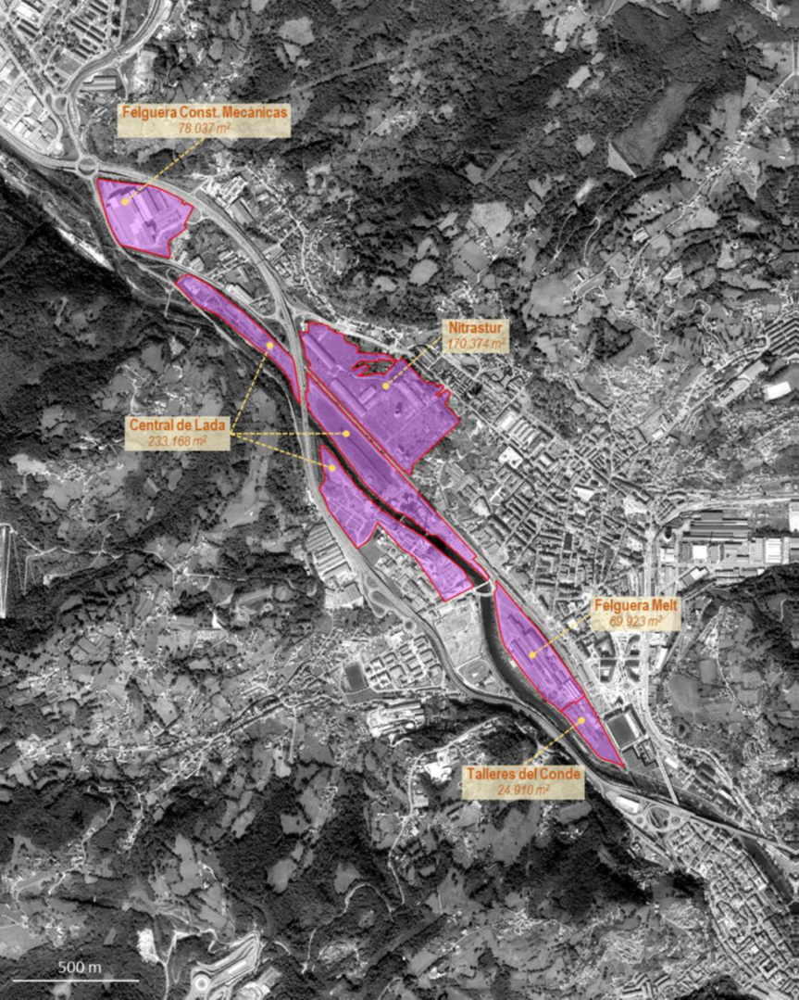 Felguera Const. Mecánicas
78.037 m²
Nitrastur
170.374 m²
Central de Lada
233.168 m²
Felguera Melt
69.923 m²
Talleres del Conde
24.910 m²
500 m